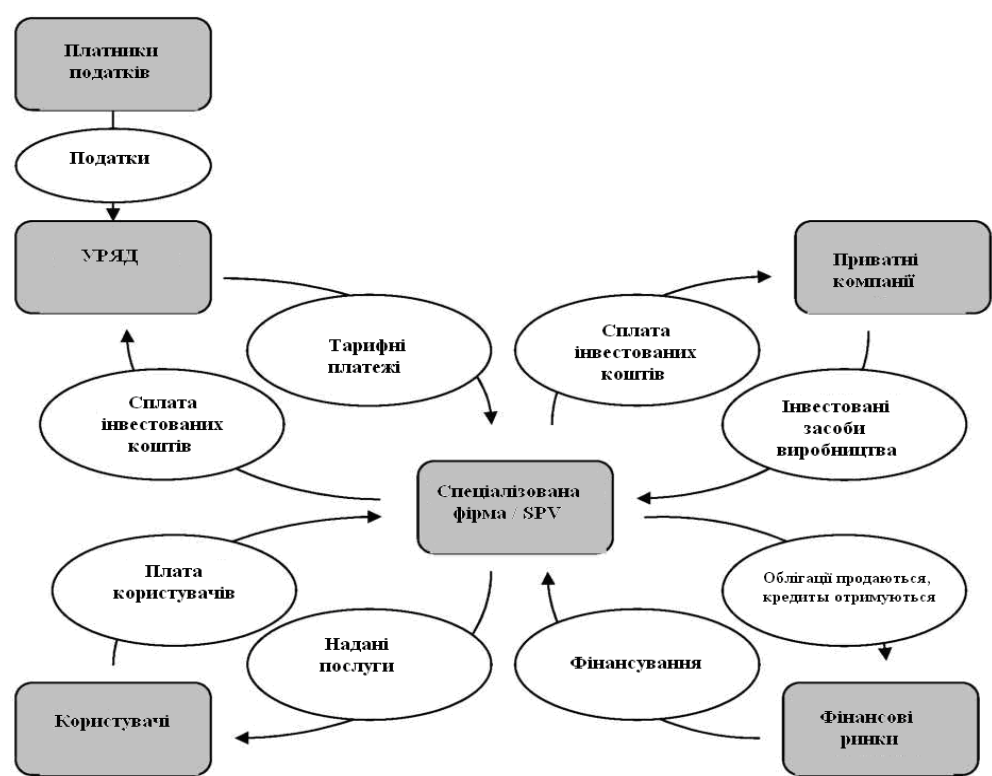 Платники
податків
Податки
УРЯД
Приватні
компанії
Тарифні
платежі
Сплата
інвестованих
коштів
Сплата
інвестованих
коштів
Інвестовані
засоби
виробництва
Спеціалізована
фірма / SPV
Плата
користувачів
Облігації продаються,
кредиты отримуються
Надані
послуги
Фінансування
Користувачі
Фінансові
ринки